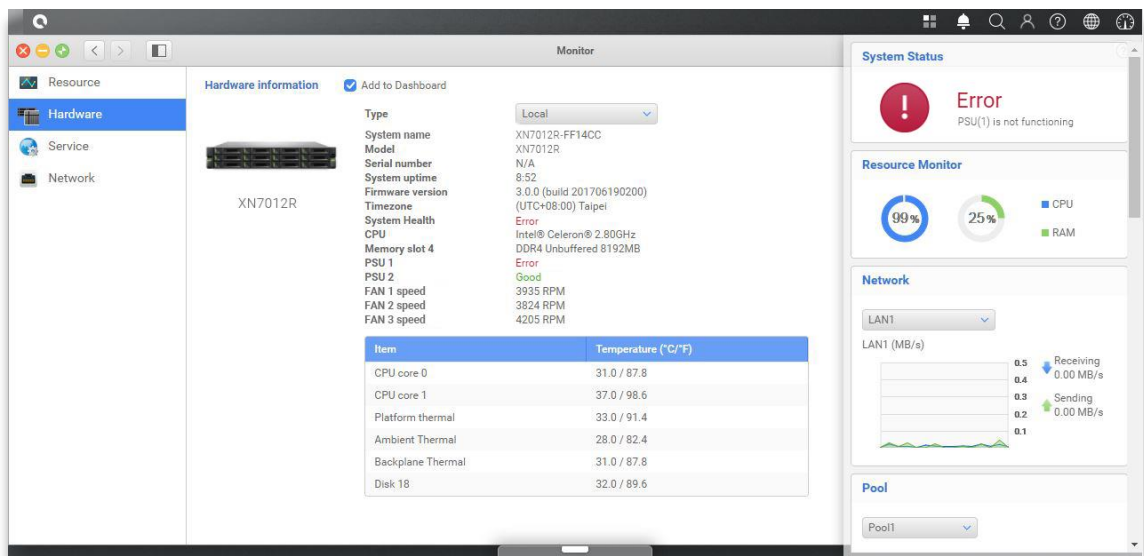 Monitor
Resource
Hardware
Service
Network
Hardware information
Add to Dashboard
XN7012R
Type Local
System name XN7012R-FF14CC
Model XN7012R
Serial number N/A
System uptime 8:52
Firmware version 3.0.0 (build 201706190200)
Timezone (UTC+08:00) Taipei
System Health Error
CPU Intel® Celeron® 2.80GHz
Memory slot 4 DDR4 Unbuffered 8192MB
PSU 1 Error
PSU 2 Good
FAN 1 speed 3935 RPM
FAN 2 speed 3824 RPM
FAN 3 speed 4205 RPM
Item Temperature (°C/°F)
CPU core 0 31.0 / 87.8
CPU core 1 37.0 / 98.6
Platform thermal 33.0 / 91.4
Ambient Thermal 28.0 / 82.4
Backplane Thermal 31.0 / 87.8
Disk 18 32.0 / 89.6
System Status
Error
PSU(1) is not functioning
Resource Monitor
99%
25%
CPU
RAM
Network
LAN1
LAN1 (MB/s)
0.5
0.4
0.3
0.2
0.1
Receiving
0.00 MB/s
Sending
0.00 MB/s
Pool
Pool1